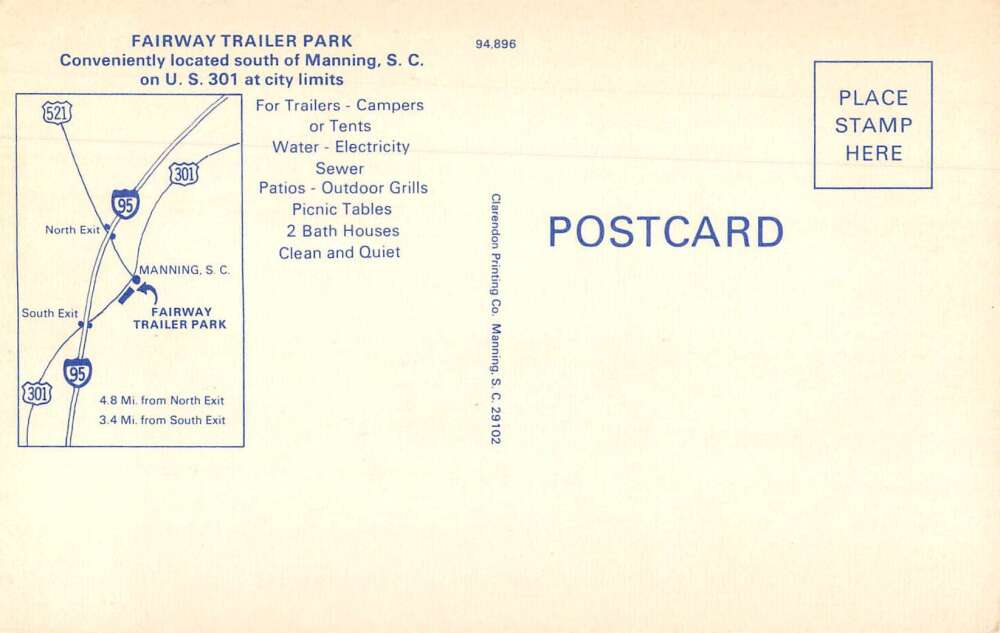 FAIRWAY TRAILER PARK
Conveniently located south of Manning, S. C.
on U. S. 301 at city limits
521
301
95
North Exit
MANNING, S. C.
FAIRWAY
TRAILER PARK
South Exit
95
301
4.8 Mi. from North Exit
3.4 Mi. from South Exit
For Trailers - Campers
or Tents
Water - Electricity
Sewer
Patios - Outdoor Grills
Picnic Tables
2 Bath Houses
Clean and Quiet
94,896
Clarendon Printing Co. Manning, S. C. 29102
POSTCARD
PLACE
STAMP
HERE